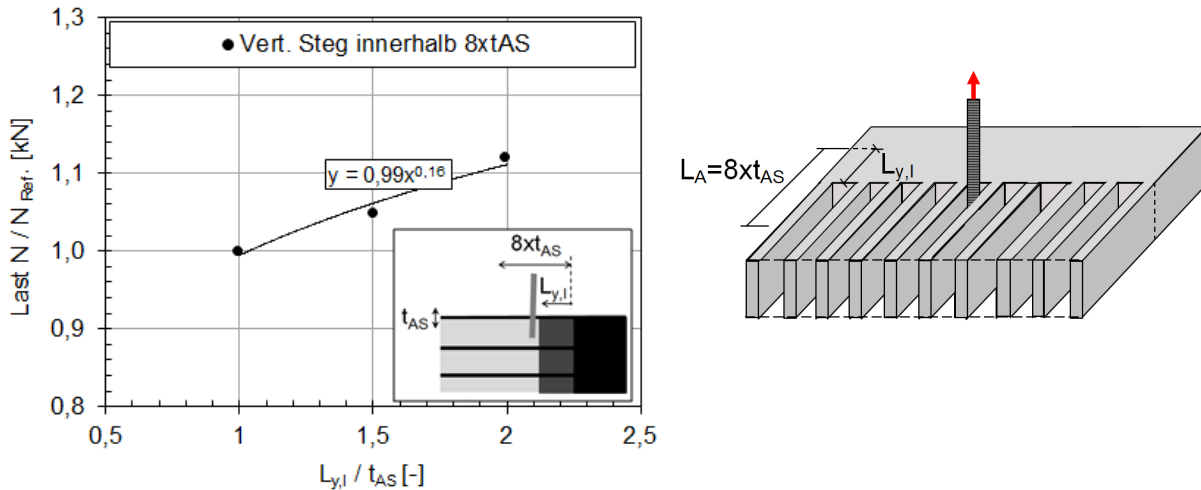 1,3
● Vert. Steg innerhalb 8xtAS
1,2
y = 0,99x^0,16
1,1
1,0
0,9
0,8
Last N / N_Ref. [kN]
8xt_AS
L_y,l
t_AS
0,5 1 1,5 2 2,5
L_y,l / t_AS [-]
L_A=8xt_AS
L_y,l